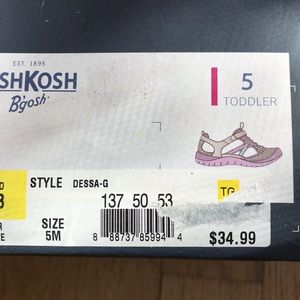 EST. 1895
SHKOSH
B'gosh
5
TODDLER
STYLE DESSA-G
TG
137 50 53
SIZE
5M
8 88737 85994 4
$34.99